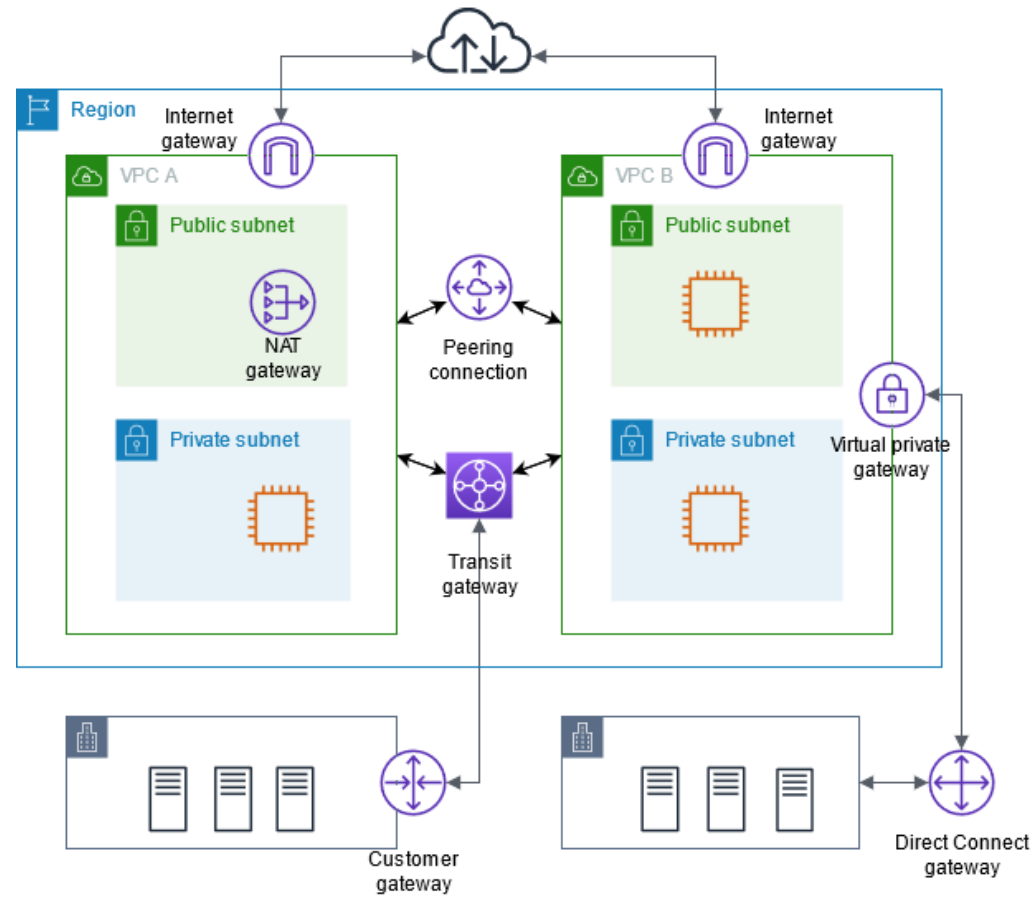 Region
Internet
gateway
Internet
gateway
VPC A
VPC B
Public subnet
Public subnet
NAT
gateway
Peering
connection
Private subnet
Private subnet
Virtual private
gateway
Transit
gateway
Customer
gateway
Direct Connect
gateway